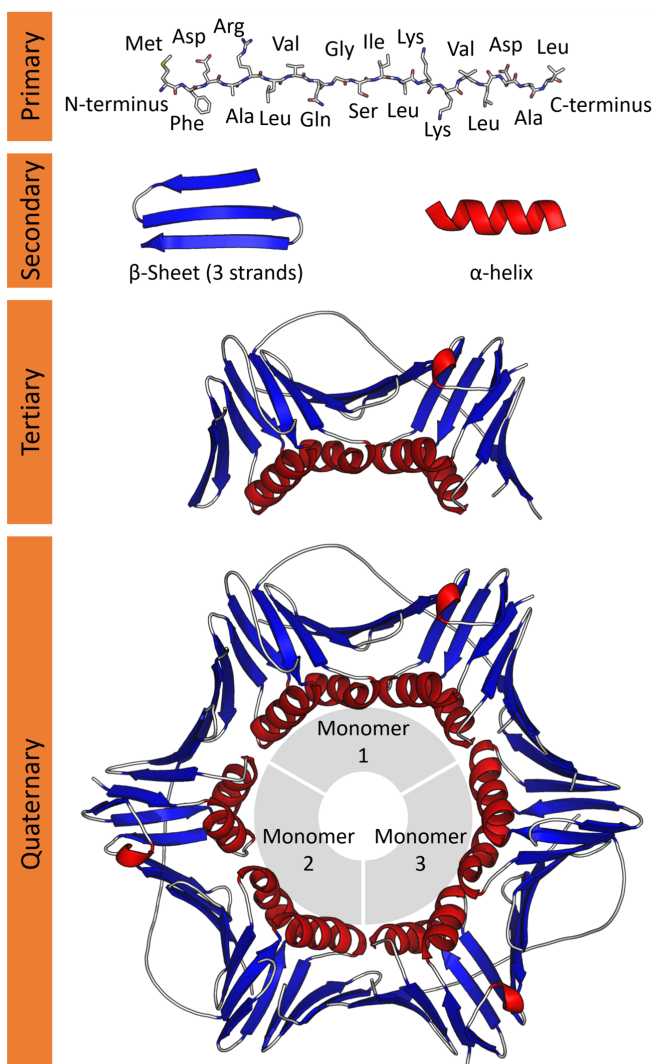 Primary
Met Asp Arg Val Gly Ile Lys Val Asp Leu
N-terminus C-terminus
Phe Ala Leu Gln Ser Leu Lys Leu Ala
Secondary
β-Sheet (3 strands) α-helix
Tertiary
Quaternary
Monomer
1
Monomer Monomer
2 3